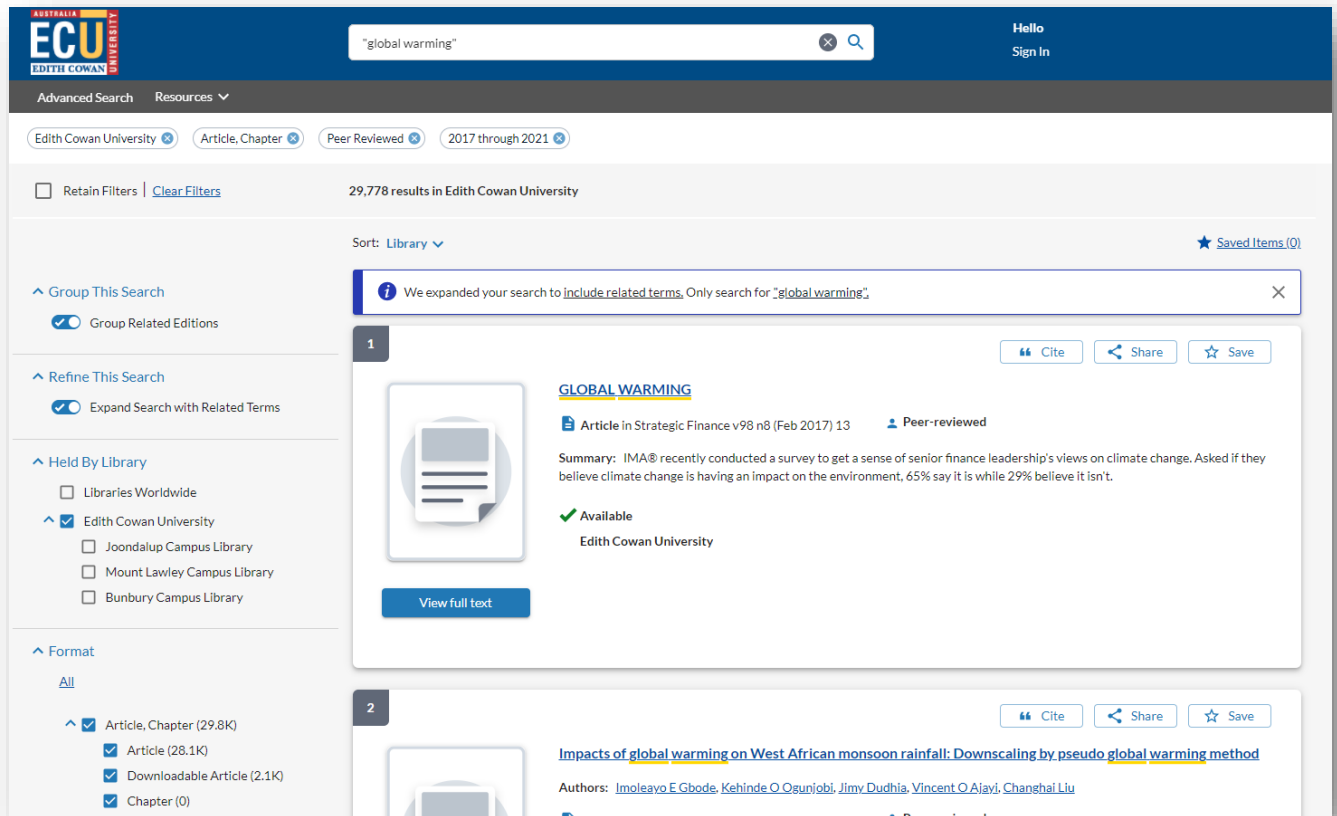 AUSTRALIA
ECU
EDITH COWAN
UNIVERSITY
"global warming"
Hello
Sign In
Advanced Search Resources
Edith Cowan University Article, Chapter Peer Reviewed 2017 through 2021
Retain Filters | Clear Filters
29,778 results in Edith Cowan University
Sort: Library
Saved Items (0)
Group This Search
Group Related Editions
Refine This Search
Expand Search with Related Terms
Held By Library
Libraries Worldwide
Edith Cowan University
Joondalup Campus Library
Mount Lawley Campus Library
Bunbury Campus Library
Format
All
Article, Chapter (29.8K)
Article (28.1K)
Downloadable Article (2.1K)
Chapter (0)
We expanded your search to include related terms. Only search for "global warming".
1
Cite Share Save
GLOBAL WARMING
Article in Strategic Finance v98 n8 (Feb 2017) 13 Peer-reviewed
Summary: IMA® recently conducted a survey to get a sense of senior finance leadership's views on climate change. Asked if they
believe climate change is having an impact on the environment, 65% say it is while 29% believe it isn't.
Available
Edith Cowan University
View full text
2
Cite Share Save
Impacts of global warming on West African monsoon rainfall: Downscaling by pseudo global warming method
Authors: Imoleayo E Gbode, Kehinde O Ogunjobi, Jimy Dudhia, Vincent O Ajayi, Changhai Liu